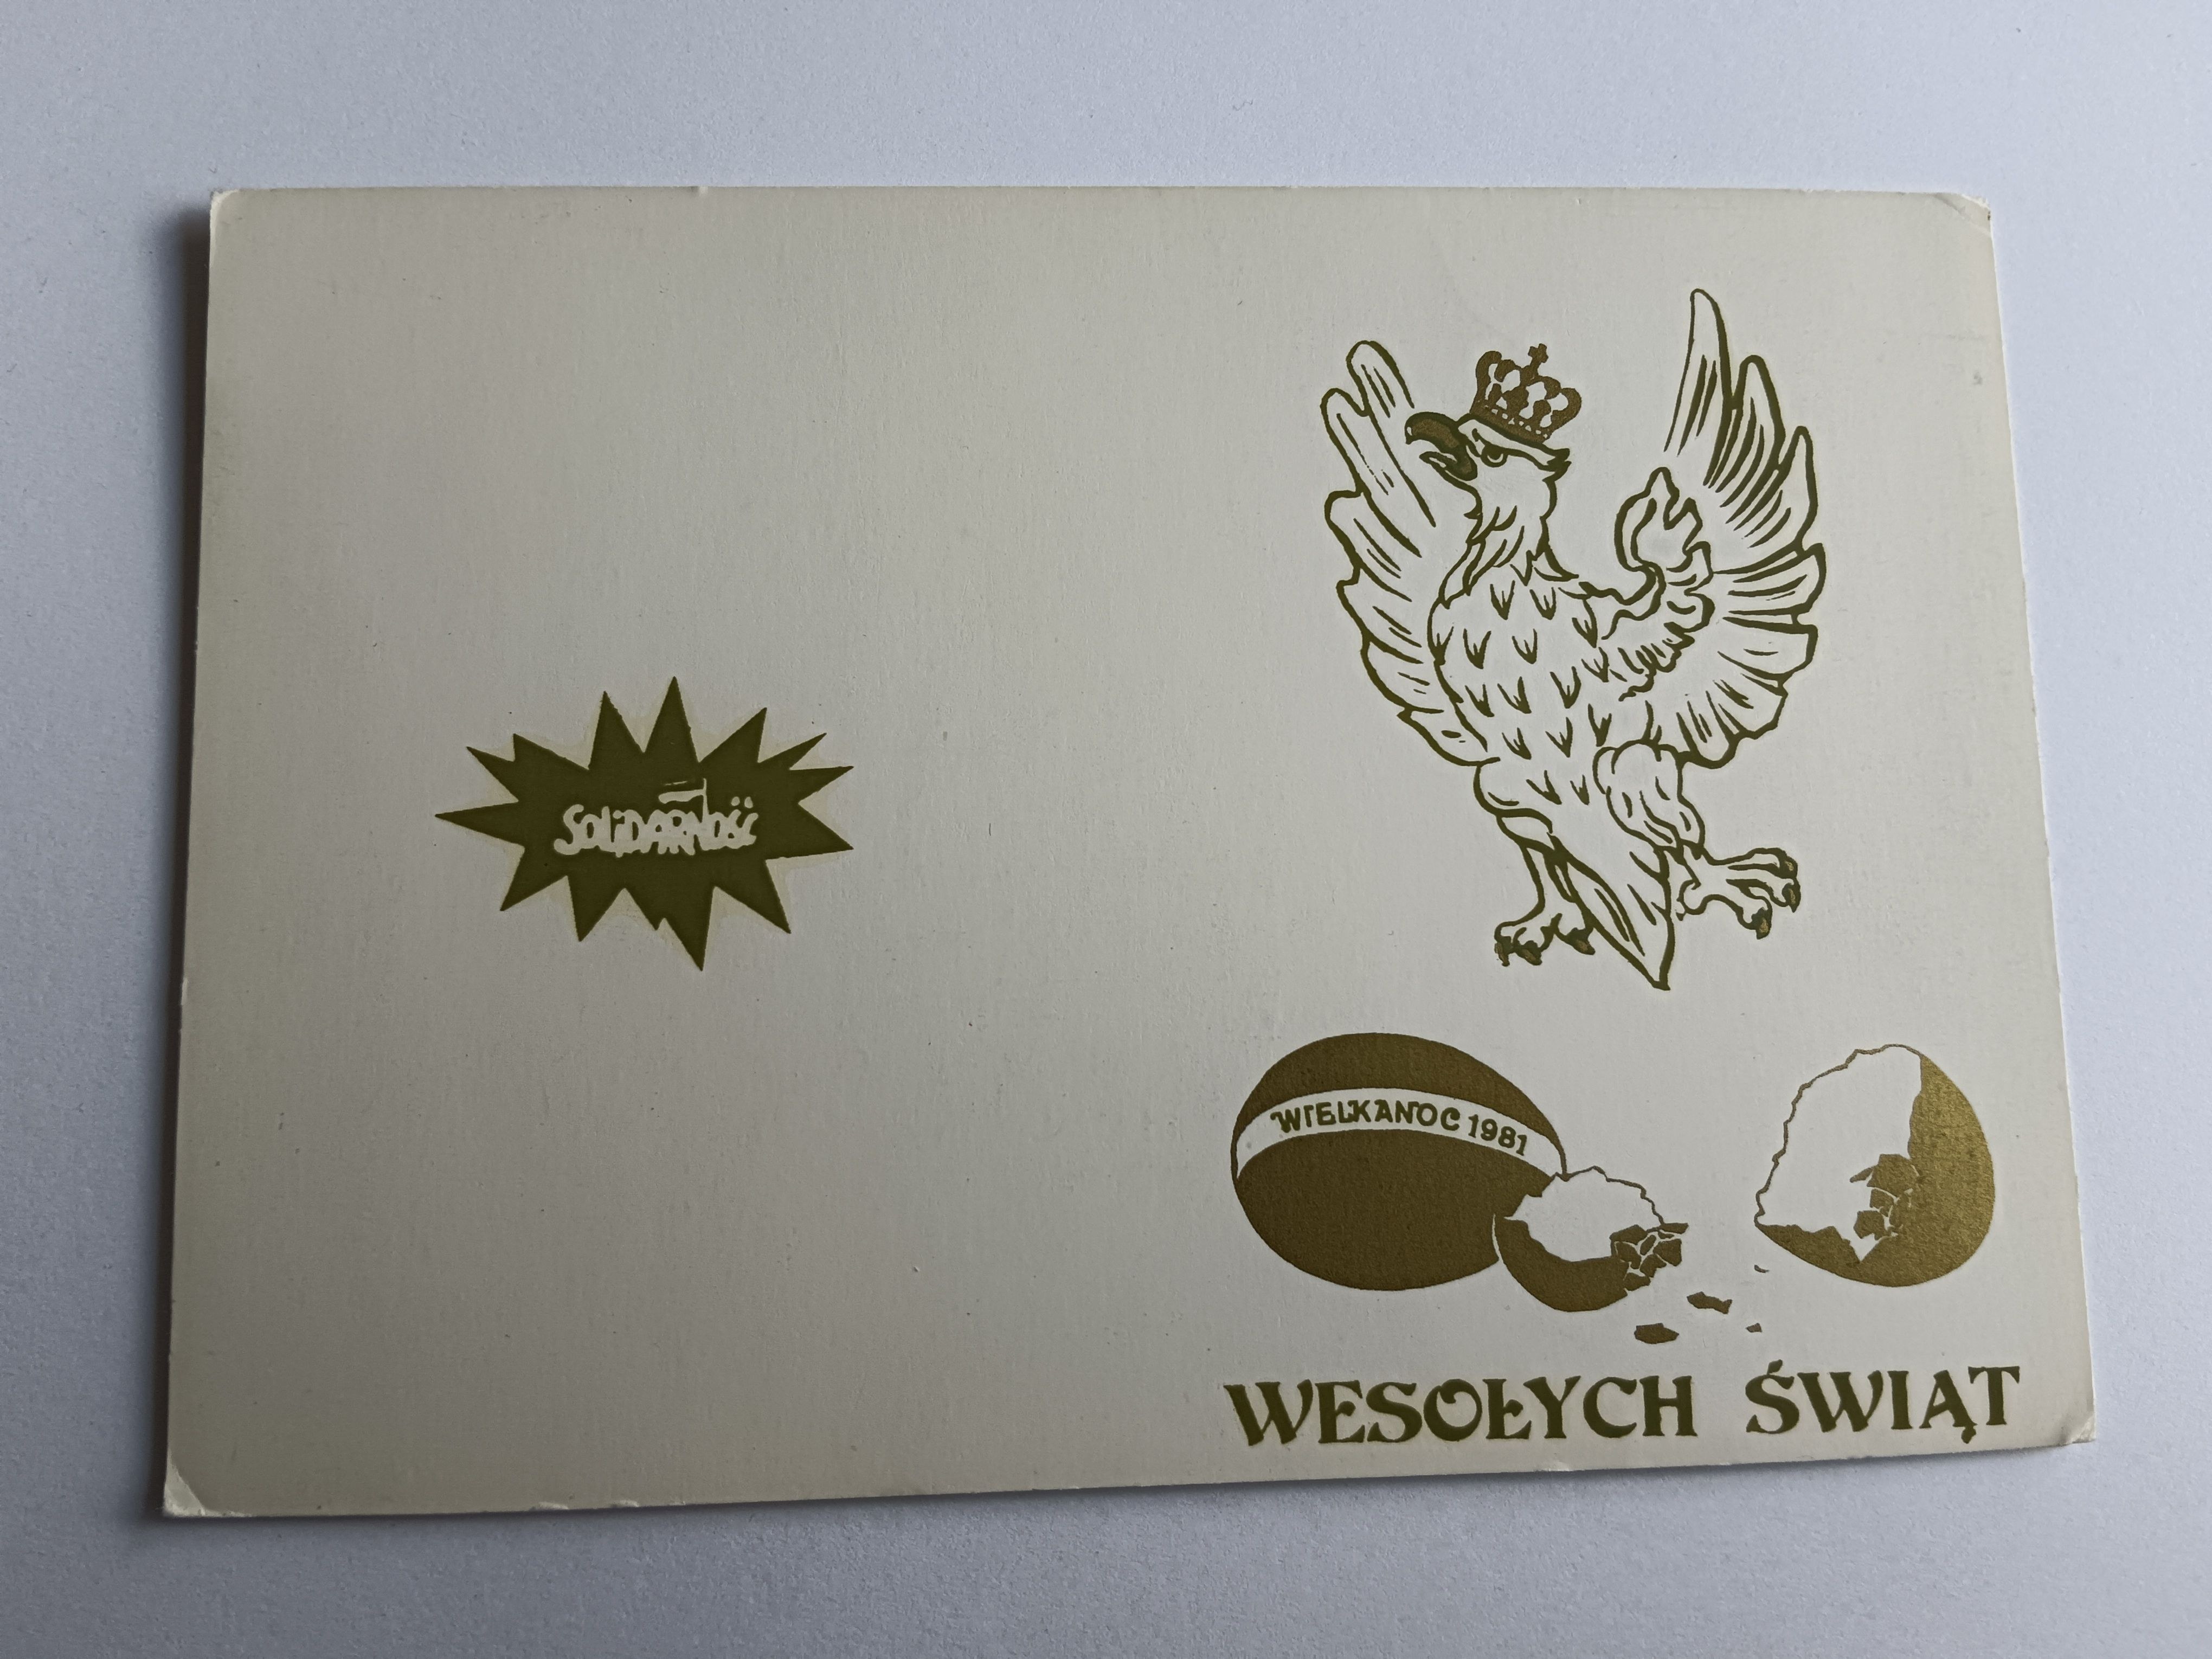 SOLiDARNOŚĆ
WIELKANOC 1981
WESOŁYCH ŚWIĄT